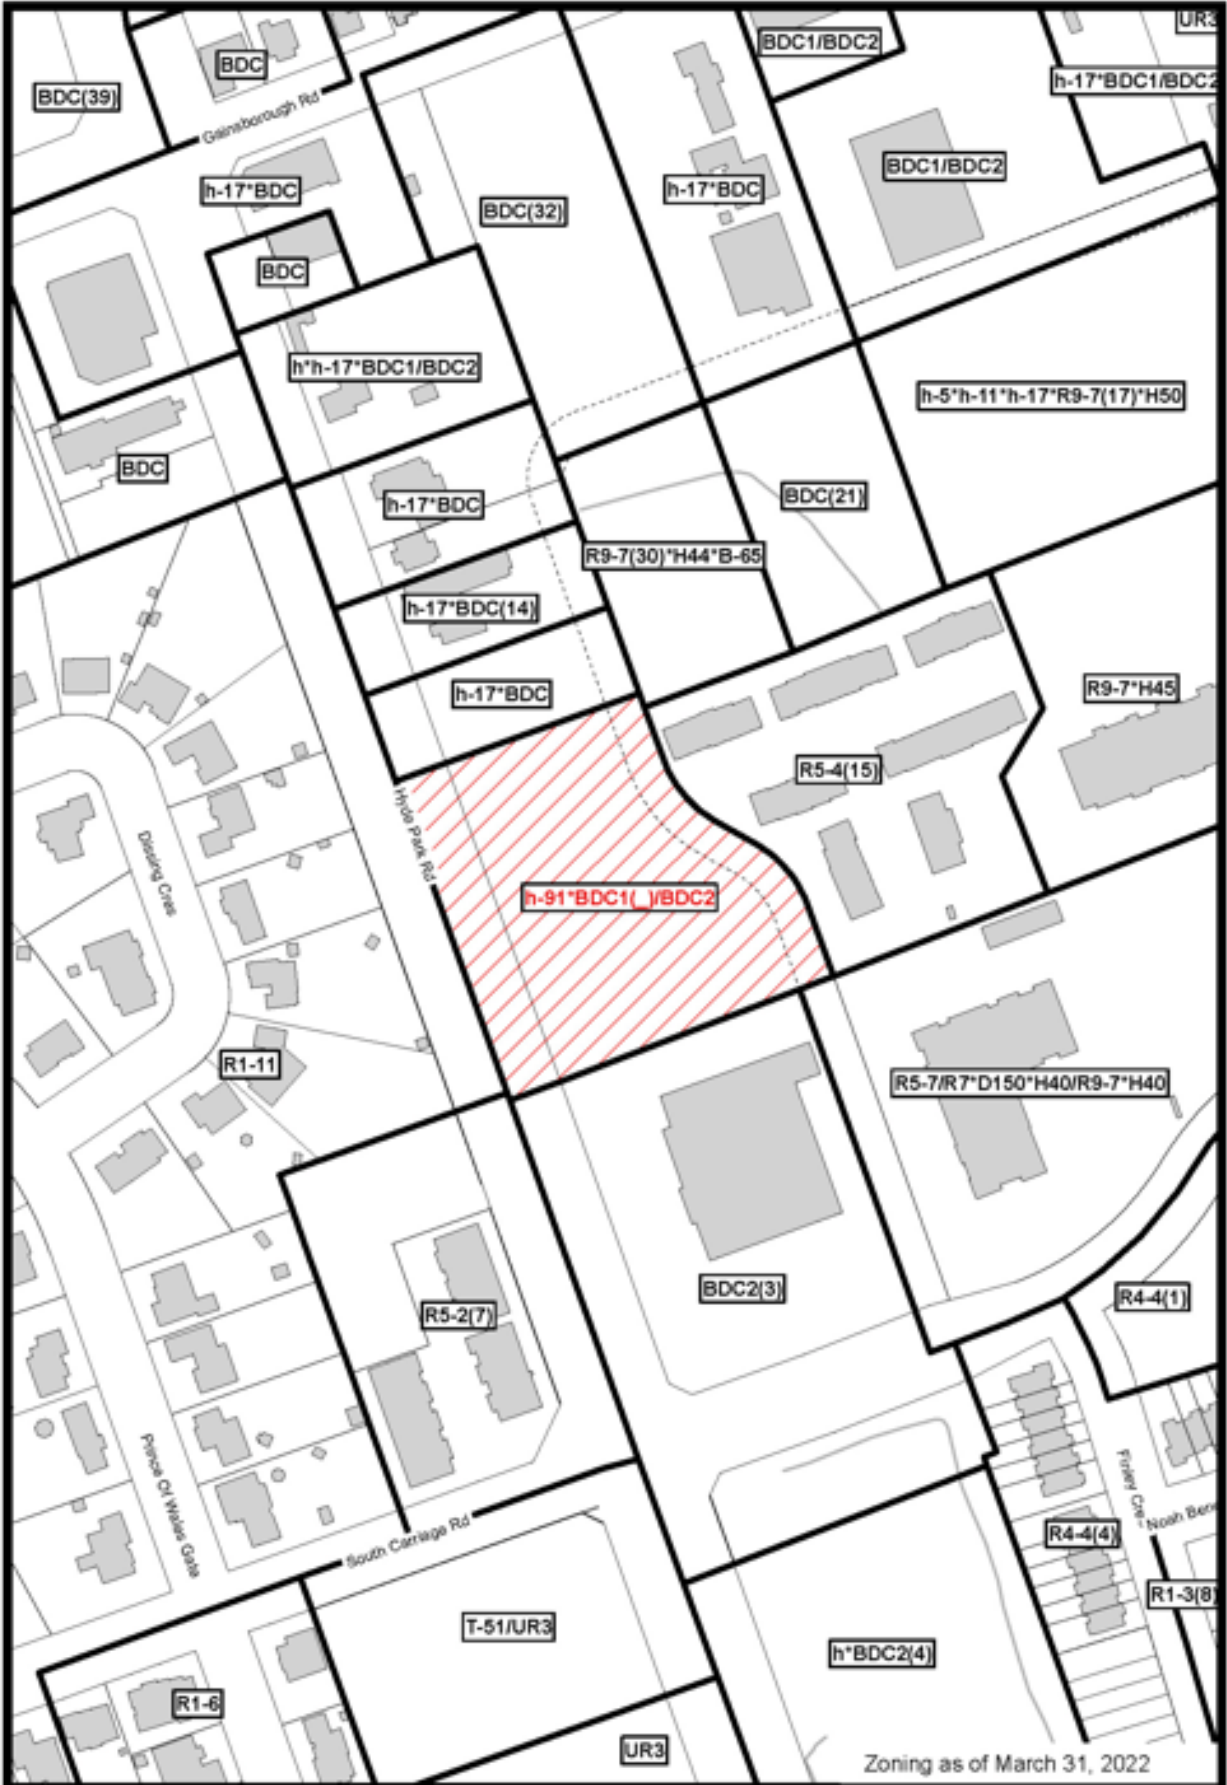 UR3
BDC1/BDC2
BDC
h-17*BDC1/BDC2
BDC(39)
Gainsborough Rd
BDC1/BDC2
h-17*BDC
h-17*BDC
BDC(32)
BDC
h*h-17*BDC1/BDC2
h-5*h-11*h-17*R9-7(17)*H50
BDC
BDC(21)
h-17*BDC
R9-7(30)*H44*B-65
h-17*BDC(14)
R9-7*H45
h-17*BDC
R5-4(15)
Hyde Park Rd
Dissing Cres
h-91*BDC1(_)/BDC2
R1-11
R5-7/R7*D150*H40/R9-7*H40
BDC2(3)
R4-4(1)
R5-2(7)
Prince Of Wales Gate
Finley Cre
Noah Ben
South Carriage Rd
R4-4(4)
R1-3(8)
T-51/UR3
h*BDC2(4)
R1-6
UR3
Zoning as of March 31, 2022